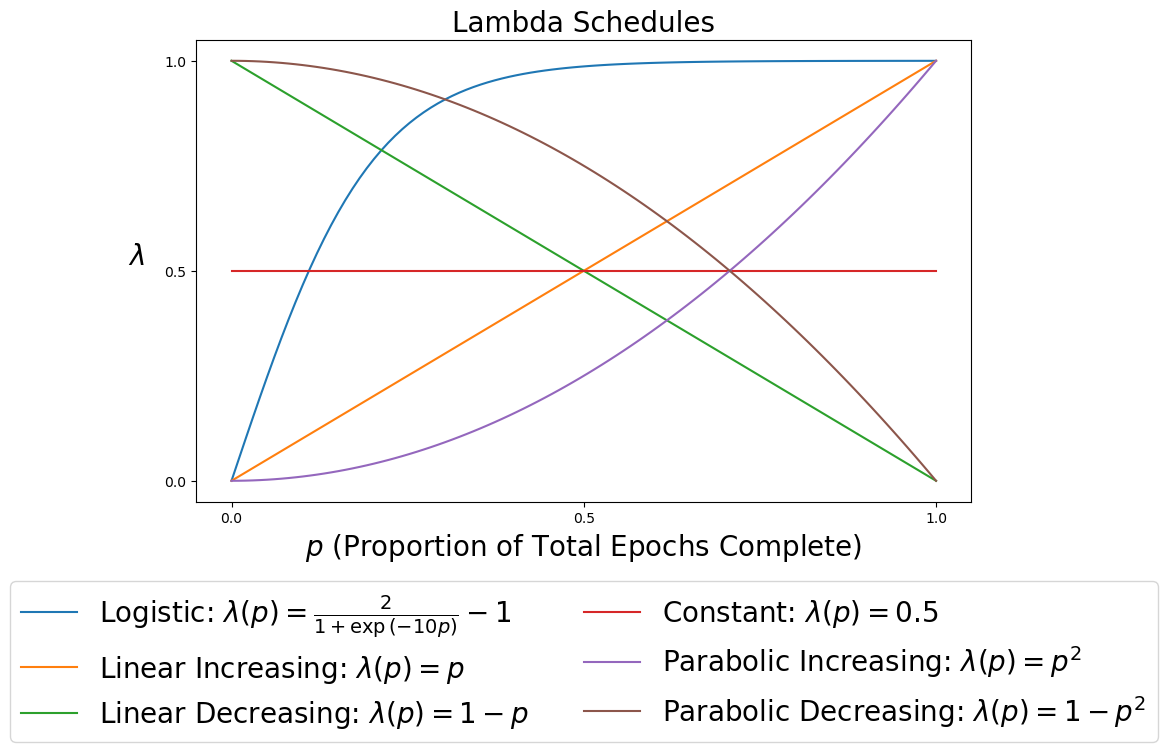 Lambda Schedules
1.0
λ
0.5
0.0
0.0 0.5 1.0
p (Proportion of Total Epochs Complete)
Logistic: λ(p) = \frac{2}{1 + exp (−10p)} − 1
Linear Increasing: λ(p) = p
Linear Decreasing: λ(p) = 1 − p
Constant: λ(p) = 0.5
Parabolic Increasing: λ(p) = p²
Parabolic Decreasing: λ(p) = 1 − p²